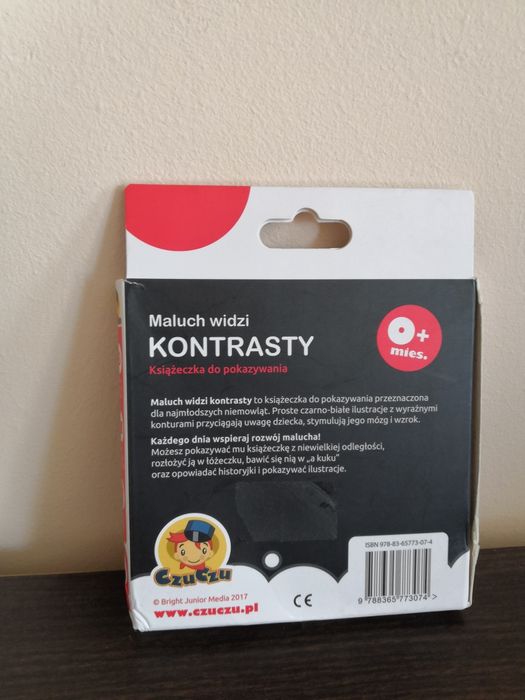 Maluch widzi
KONTRASTY
Książeczka do pokazywania
0+
mies.
Maluch widzi kontrasty to książeczka do pokazywania przeznaczona
dla najmłodszych niemowląt. Proste czarno-białe ilustracje z wyraźnymi
konturami przyciągają uwagę dziecka, stymulują jego mózg i wzrok.
Każdego dnia wspieraj rozwój malucha!
Możesz pokazywać mu książeczkę z niewielkiej odległości,
rozłożyć ją w łóżeczku, bawić się nią w „a kuku”
oraz opowiadać historyjki i pokazywać ilustracje.
CzuCzu
© Bright Junior Media 2017
www.czuczu.pl
CE
ISBN 978-83-65773-07-4
9 788365 773074 >